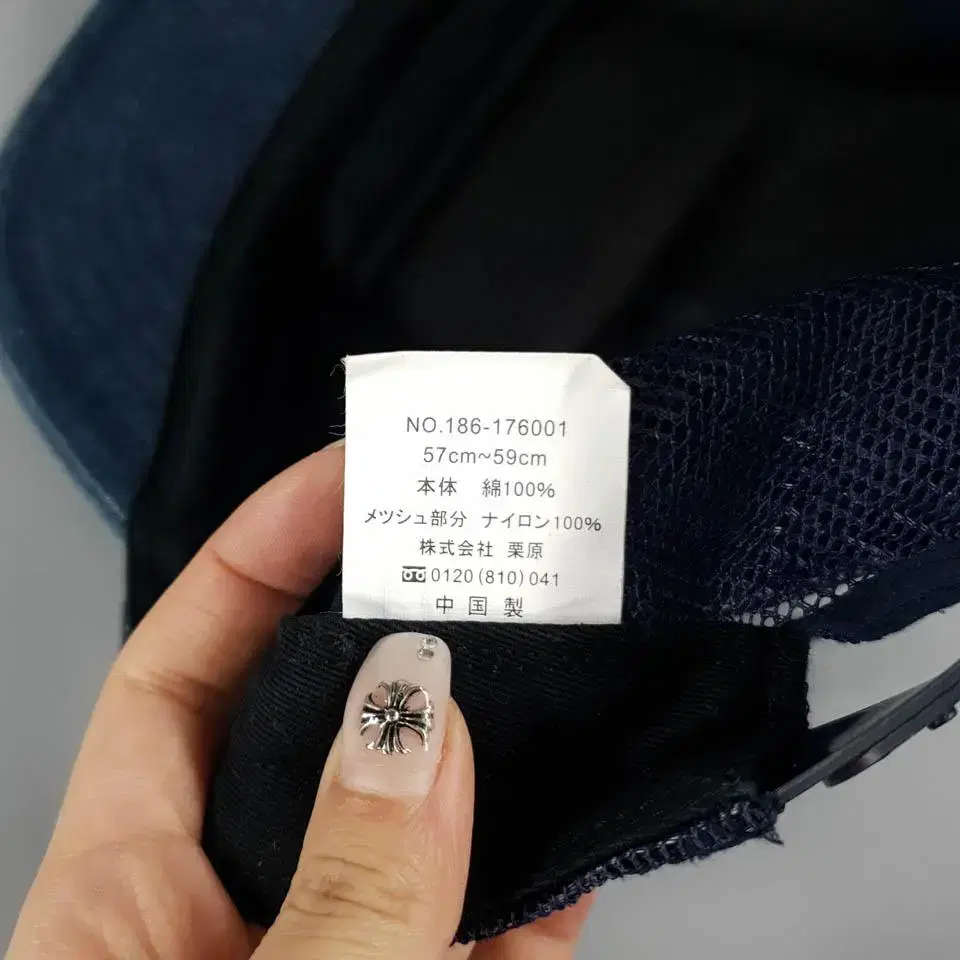 NO.186-176001
57cm~59cm
本体 綿100%
メツシュ部分 ナイロン100%
株式会社 栗原
0120(810)041
中国製